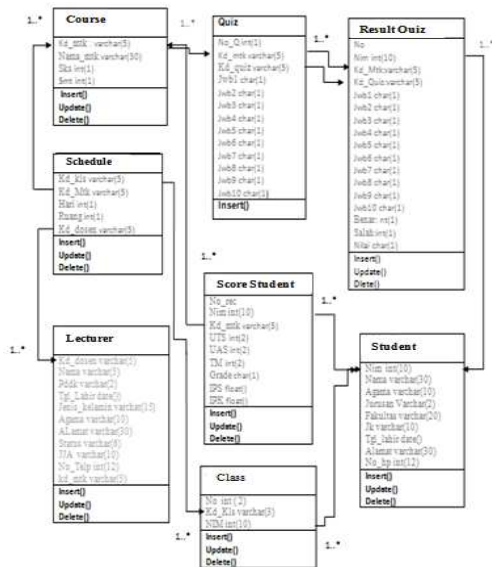 1..*
Course
Kd_mtk : varchar(5)
Nama_mtk varchar(30)
Sks int(1)
Smt int(1)
Insert()
Update()
Delete()
1..*
Quiz
No_Q int(1)
Kd_mtk varchar(5)
Kd_quiz varchar(5)
Jwb1 char(1)
Jwb2 char(1)
Jwb3 char(1)
Jwb4 char(1)
Jwb5 char(1)
Jwb6 char(1)
Jwb7 char(1)
Jwb8 char(1)
Jwb9 char(1)
Jwb10 char(1)
Insert()
1..*
Result Quiz
No
Nim int(10)
Kd_Mtk varchar(5)
Kd_Quiz varchar(5)
Jwb1 char(1)
Jwb2 char(1)
Jwb3 char(1)
Jwb4 char(1)
Jwb5 char(1)
Jwb6 char(1)
Jwb7 char(1)
Jwb8 char(1)
Jwb9 char(1)
Jwb10 char(1)
Benar int(1)
Salah int(1)
Nilai char(1)
Insert()
Update()
Dlete()
1..*
Schedule
Kd_kls varchar(5)
Kd_Mtk varchar(5)
Hari int(1)
Ruang int(1)
Kd_dosen varchar(5)
Insert()
Update()
Delete()
1..*
Lecturer
Kd_dosen varchar(5)
Nama varchar(5)
Pddk varchar(2)
Tgl_Lahir date()
Jenis_kelamin varchar(15)
Agama varchar(10)
ALamat varchar(30)
Status varchar(6)
JJA varchar(10)
No_Telp int(12)
kd_mtk varchar(5)
Insert()
Update()
Delete()
Score Student
No_rec
Nim int(10)
Kd_mtk varchar(5)
UTS int(2)
UAS int(2)
TM int(2)
Grade char(1)
IPS float()
IPK float()
Insert()
Update()
Delete()
1..*
1..*
Student
Nim int(10)
Nama varchar(30)
Agama varchar(10)
Jurusan Varchar(2)
Fakultas varchar(20)
Jk varchar(10)
Tgl_lahir date()
Alamat varchar(30)
No_hp int(12)
Insert()
Update()
Delete()
Class
No int (2)
Kd_Kls varchar(3)
NIM int(10)
Insert()
Update()
Delete()
1..*
1..*